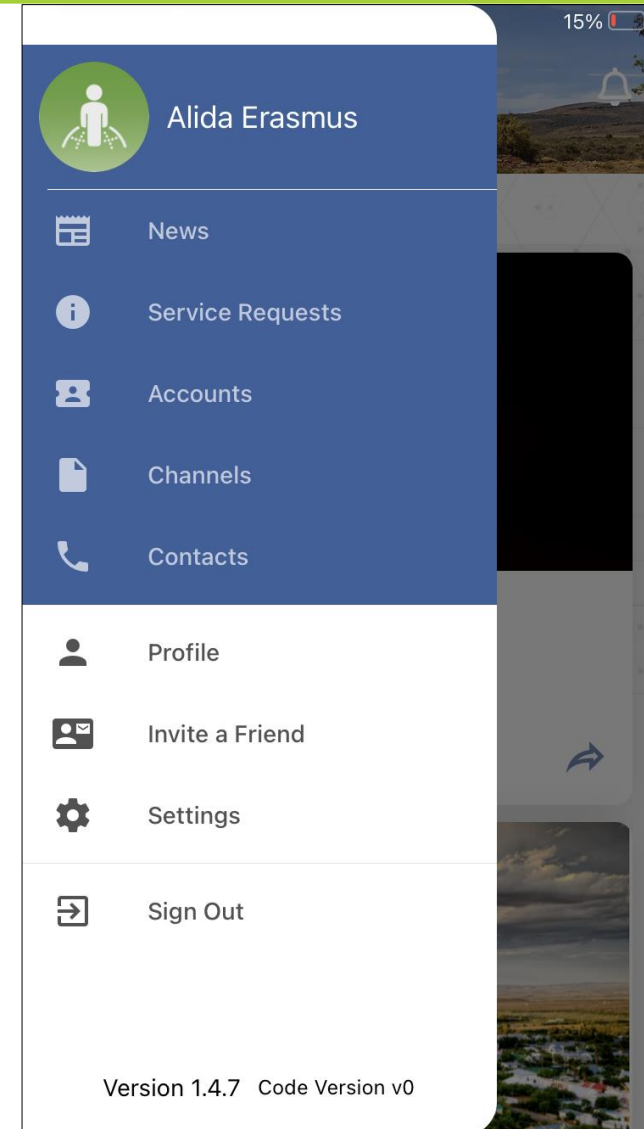 15%
Alida Erasmus
News
Service Requests
Accounts
Channels
Contacts
Profile
Invite a Friend
Settings
Sign Out
Version 1.4.7 Code Version v0